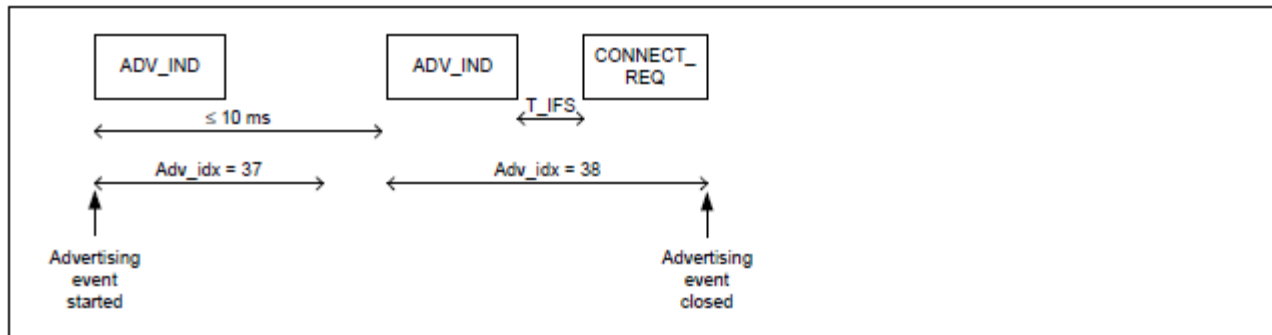 ADV_IND
ADV_IND
CONNECT_
REQ
T_IFS
≤ 10 ms
Adv_idx = 37
Adv_idx = 38
Advertising
event
started
Advertising
event
closed